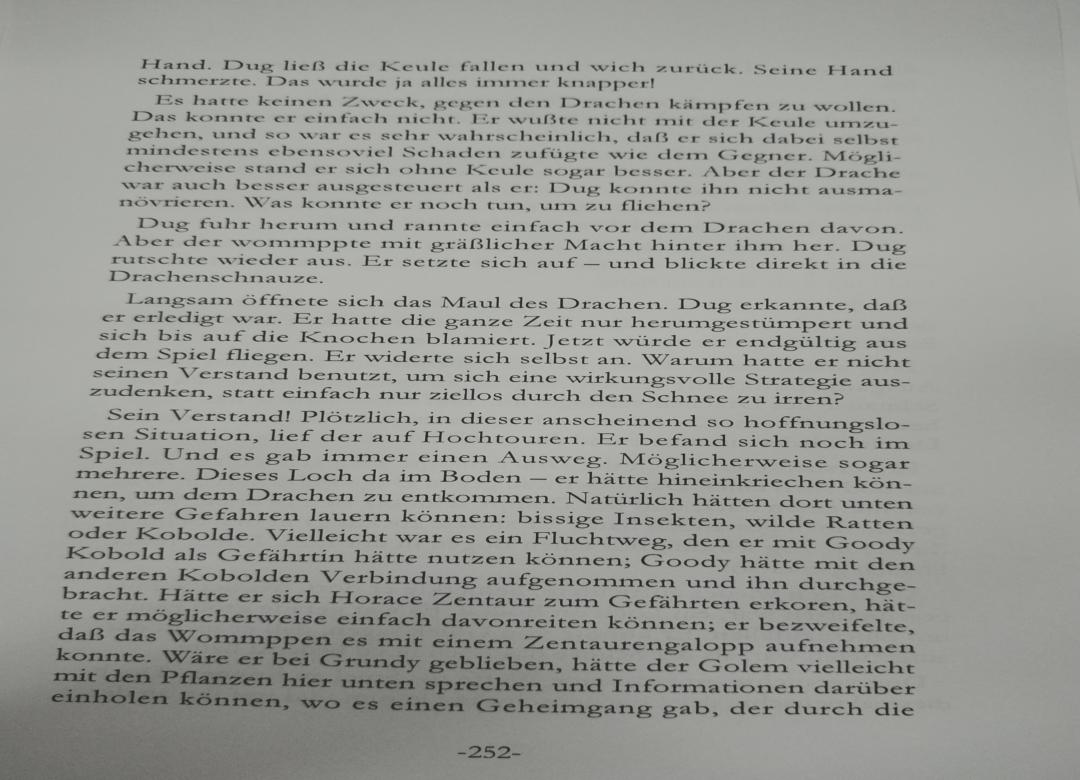 Hand. Dug ließ die Keule fallen und wich zurück. Seine Hand
schmerzte. Das wurde ja alles immer knapper!
Es hatte keinen Zweck, gegen den Drachen kämpfen zu wollen.
Das konnte er einfach nicht. Er wußte nicht mit der Keule umzu-
gehen, und so war es sehr wahrscheinlich, daß er sich dabei selbst
mindestens ebensoviel Schaden zufügte wie dem Gegner. Mögli-
cherweise stand er sich ohne Keule sogar besser. Aber der Drache
war auch besser ausgesteuert als er: Dug konnte ihn nicht ausma-
növrieren. Was konnte er noch tun, um zu fliehen?
Dug fuhr herum und rannte einfach vor dem Drachen davon.
Aber der wommppte mit gräßlicher Macht hinter ihm her. Dug
rutschte wieder aus. Er setzte sich auf – und blickte direkt in die
Drachenschnauze.
Langsam öffnete sich das Maul des Drachen. Dug erkannte, daß
er erledigt war. Er hatte die ganze Zeit nur herumgestümpert und
sich bis auf die Knochen blamiert. Jetzt würde er endgültig aus
dem Spiel fliegen. Er widerte sich selbst an. Warum hatte er nicht
seinen Verstand benutzt, um sich eine wirkungsvolle Strategie aus-
zudenken, statt einfach nur ziellos durch den Schnee zu irren?
Sein Verstand! Plötzlich, in dieser anscheinend so hoffnungslo-
sen Situation, lief der auf Hochtouren. Er befand sich noch im
Spiel. Und es gab immer einen Ausweg. Möglicherweise sogar
mehrere. Dieses Loch da im Boden – er hätte hineinkriechen kön-
nen, um dem Drachen zu entkommen. Natürlich hätten dort unten
weitere Gefahren lauern können: bissige Insekten, wilde Ratten
oder Kobolde. Vielleicht war es ein Fluchtweg, den er mit Goody
Kobold als Gefährtin hätte nutzen können; Goody hätte mit den
anderen Kobolden Verbindung aufgenommen und ihn durchge-
bracht. Hätte er sich Horace Zentaur zum Gefährten erkoren, hät-
te er möglicherweise einfach davonreiten können; er bezweifelte,
daß das Wommppen es mit einem Zentaurengalopp aufnehmen
konnte. Wäre er bei Grundy geblieben, hätte der Golem vielleicht
mit den Pflanzen hier unten sprechen und Informationen darüber
einholen können, wo es einen Geheimgang gab, der durch die
-252-